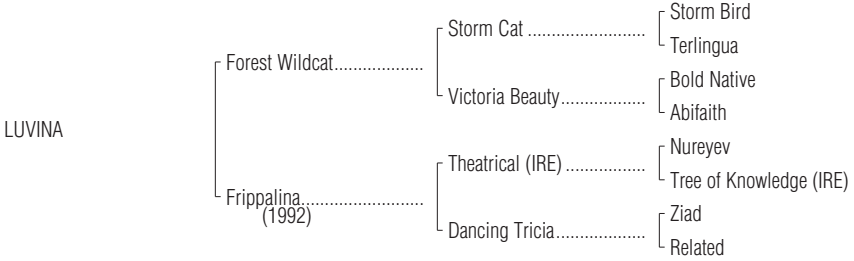 Storm Bird
Storm Cat .........................
Terlingua
Forest Wildcat...................
Bold Native
Victoria Beauty..................
Abifaith
LUVINA
Nureyev
Theatrical (IRE) .................
Tree of Knowledge (IRE)
Frippalina..........................
(1992)
Ziad
Dancing Tricia...................
Related